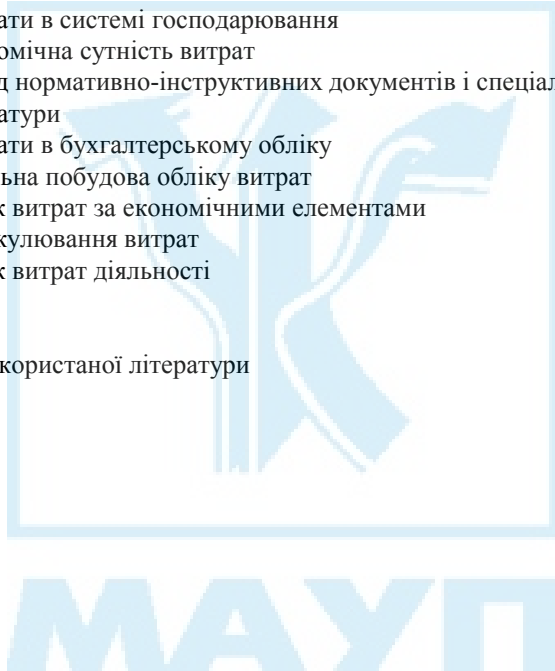 ати в системі господарювання
омічна сутність витрат
д нормативно-інструктивних документів і спеціал
атури
ати в бухгалтерському обліку
льна побудова обліку витрат
к витрат за економічними елементами
кулювання витрат
к витрат діяльності
користаної літератури
МАУП